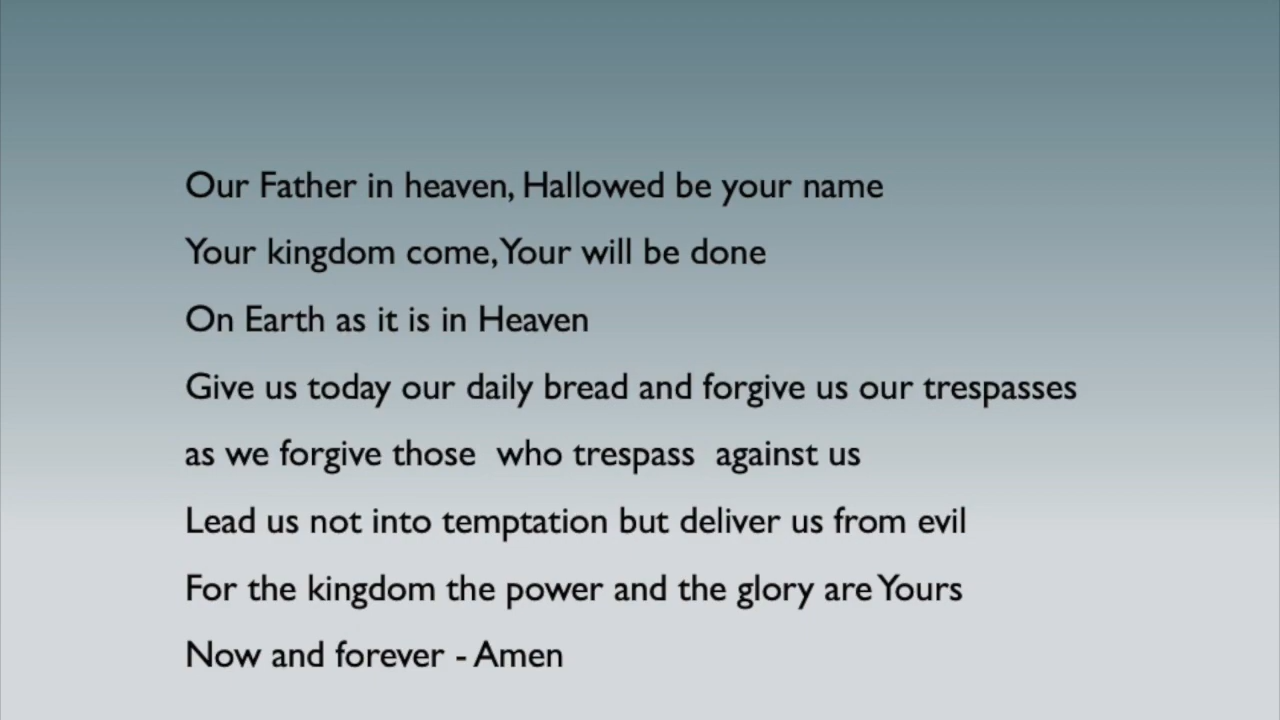 Our Father in heaven, Hallowed be your name
Your kingdom come, Your will be done
On Earth as it is in Heaven
Give us today our daily bread and forgive us our trespasses
as we forgive those  who trespass  against us
Lead us not into temptation but deliver us from evil
For the kingdom the power and the glory are Yours
Now and forever - Amen